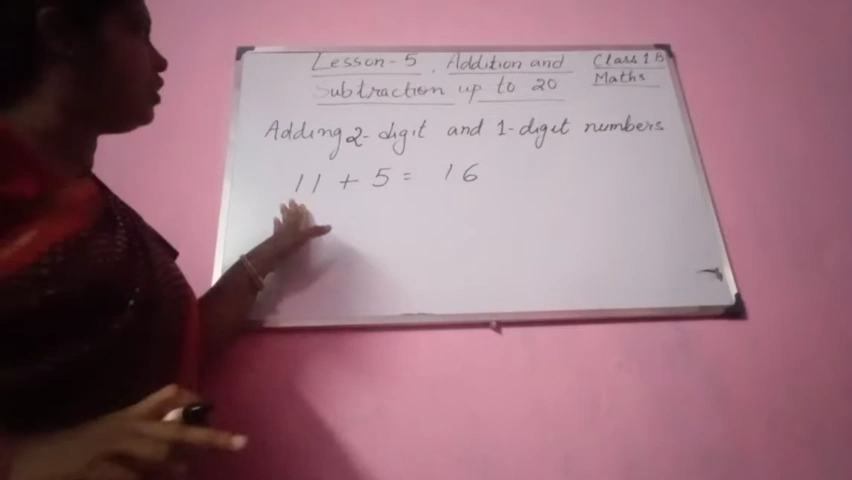 Lesson-5, Addition and
Subtraction up to 20
Class 1 B
Maths
Adding 2-digit and 1-digit numbers
11 + 5 = 16